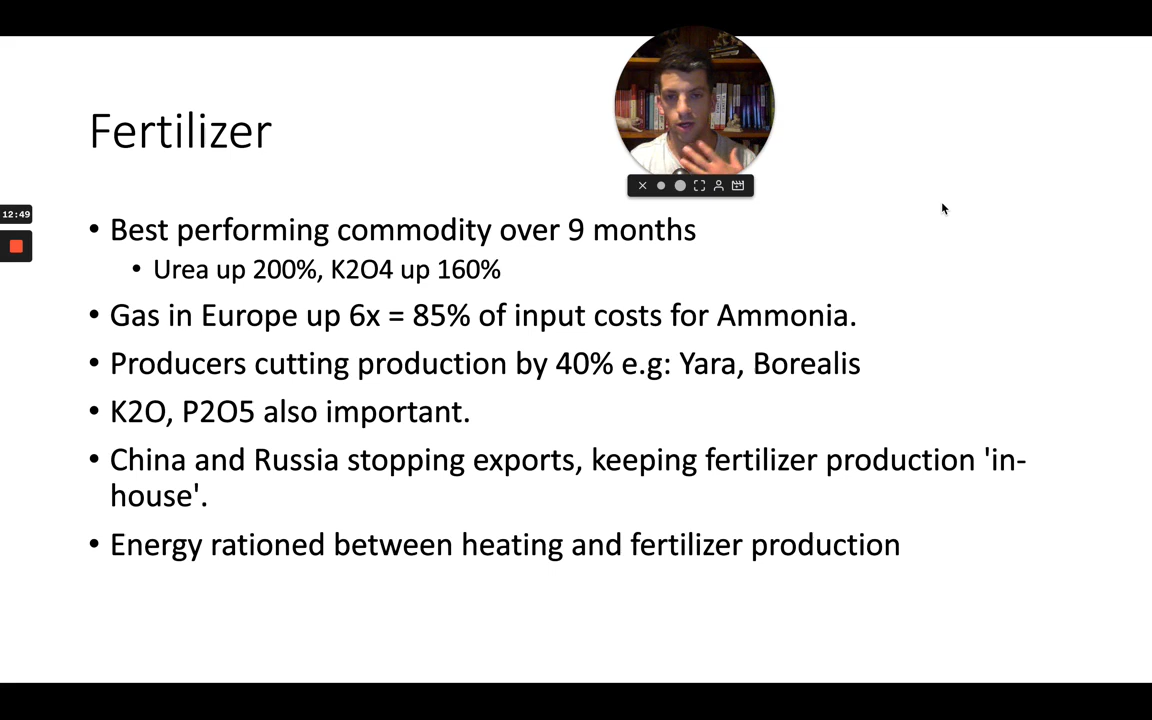 Fertilizer
12:49
• Best performing commodity over 9 months
• Urea up 200%, K2O4 up 160%
• Gas in Europe up 6x = 85% of input costs for Ammonia.
• Producers cutting production by 40% e.g: Yara, Borealis
• K2O, P2O5 also important.
• China and Russia stopping exports, keeping fertilizer production 'in-
house'.
• Energy rationed between heating and fertilizer production